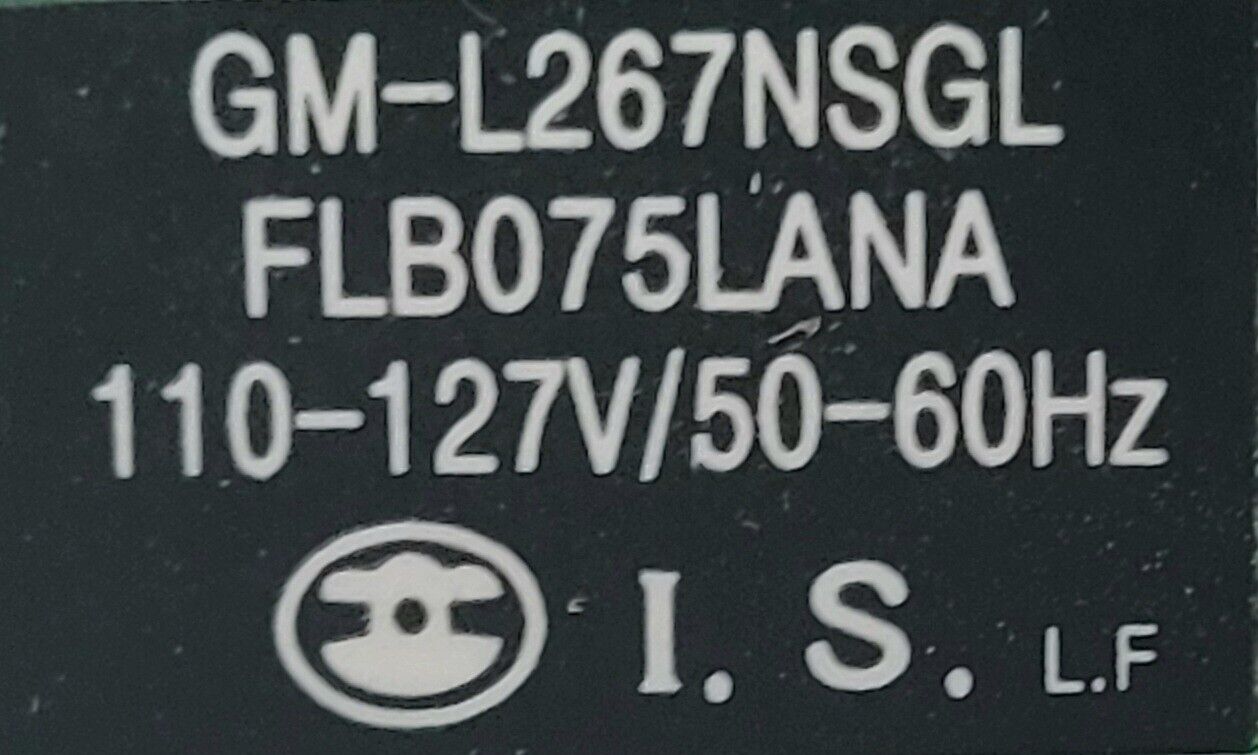 GM-L267NSGL
FLB075LANA
110-127V/50-60Hz
I. S. L.F